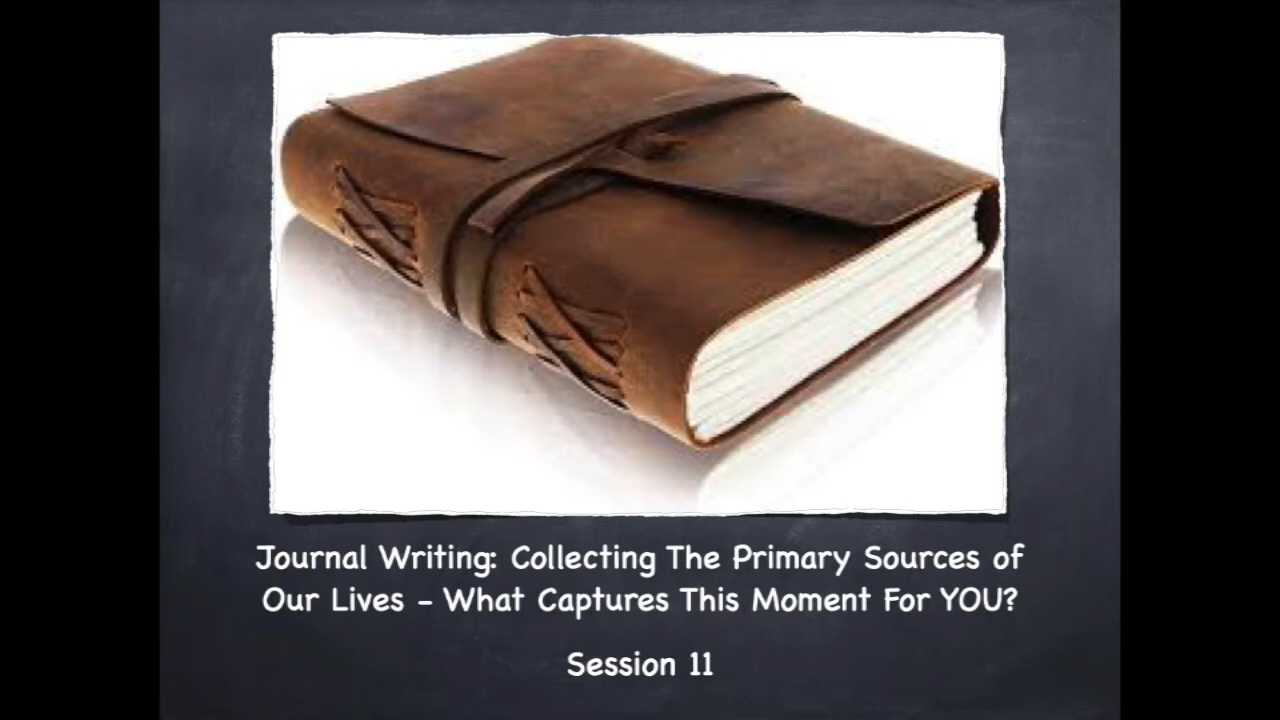 Journal Writing: Collecting The Primary Sources of
Our Lives - What Captures This Moment For YOU?
Session 11